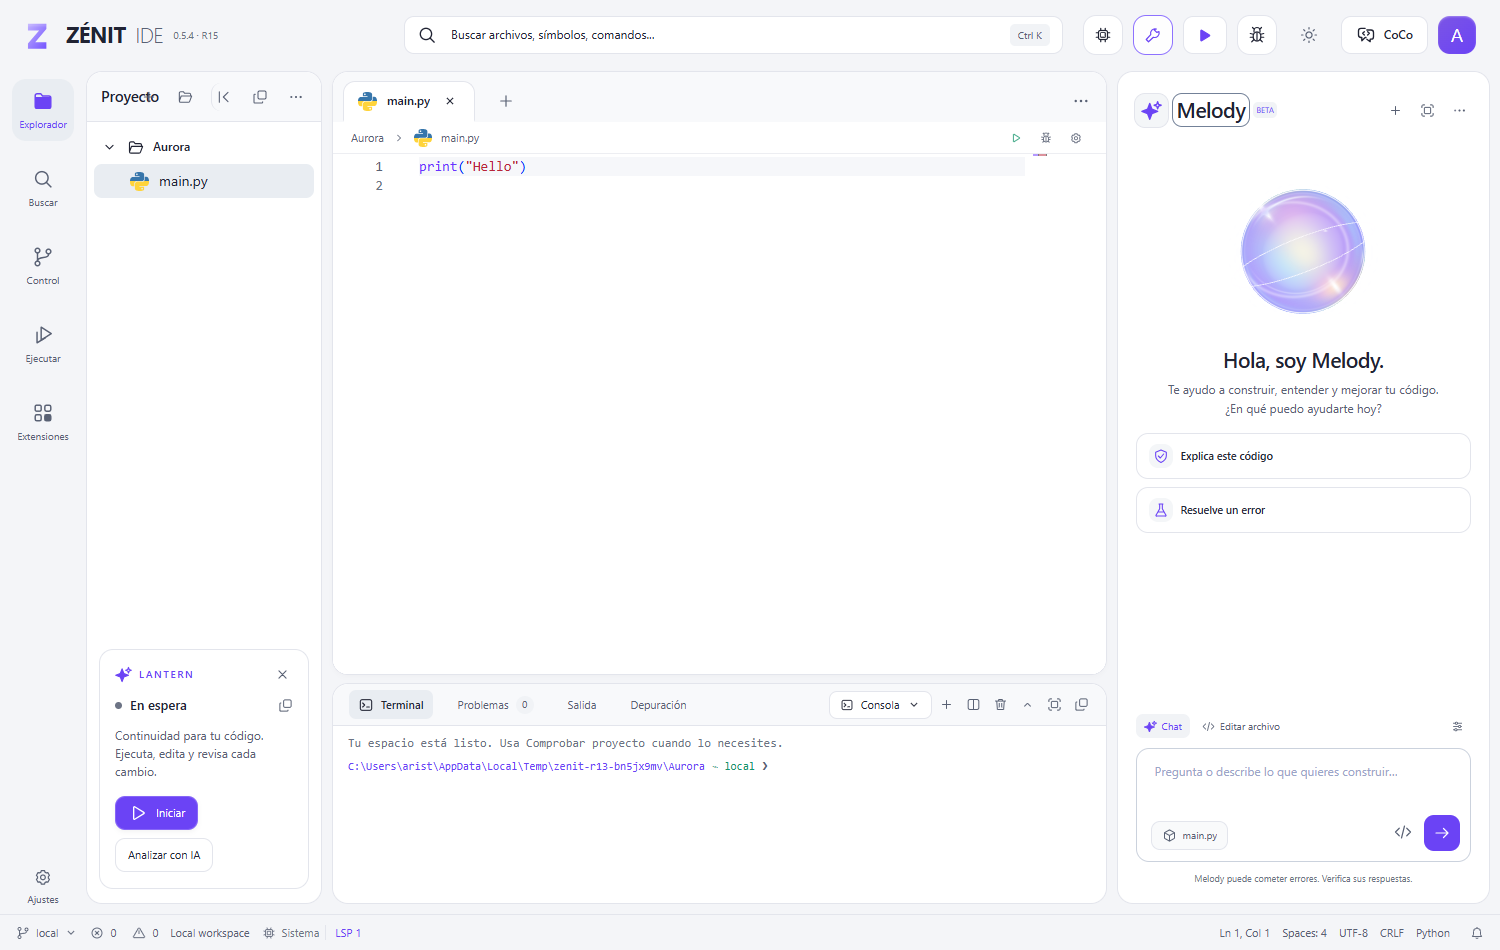 ZÉNIT IDE 0.5.4 · R15
Buscar archivos, símbolos, comandos...
Ctrl K
CoCo
A
Explorador
Buscar
Control
Ejecutar
Extensiones
Ajustes
Proyecto
Aurora
main.py
LANTERN
En espera
Continuidad para tu código.
Ejecuta, edita y revisa cada
cambio.
Iniciar
Analizar con IA
main.py
Aurora > main.py
1 print("Hello")
2
Terminal
Problemas 0
Salida
Depuración
Consola
Tu espacio está listo. Usa Comprobar proyecto cuando lo necesites.
C:\Users\arist\AppData\Local\Temp\zenit-r13-bn5jx9mv\Aurora ~ local ❯
Melody BETA
Hola, soy Melody.
Te ayudo a construir, entender y mejorar tu código.
¿En qué puedo ayudarte hoy?
Explica este código
Resuelve un error
Chat
Editar archivo
Pregunta o describe lo que quieres construir...
main.py
Melody puede cometer errores. Verifica sus respuestas.
local
0
0
Local workspace
Sistema
LSP 1
Ln 1, Col 1
Spaces: 4
UTF-8
CRLF
Python